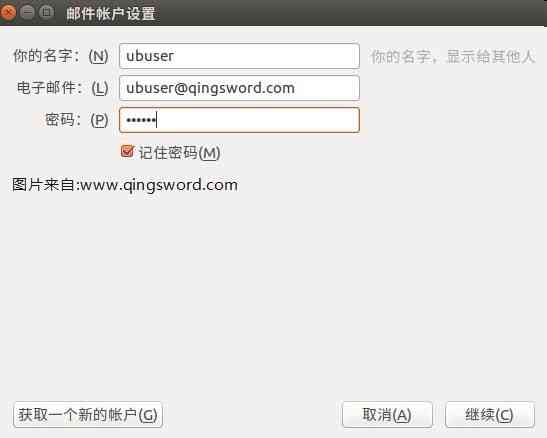 邮件帐户设置
你的名字：(N) ubuser 你的名字，显示给其他人
电子邮件：(L) ubuser@qingsword.com
密码：(P) ••••••
记住密码(M)
图片来自:www.qingsword.com
获取一个新的帐户(G) 取消(A) 继续(C)